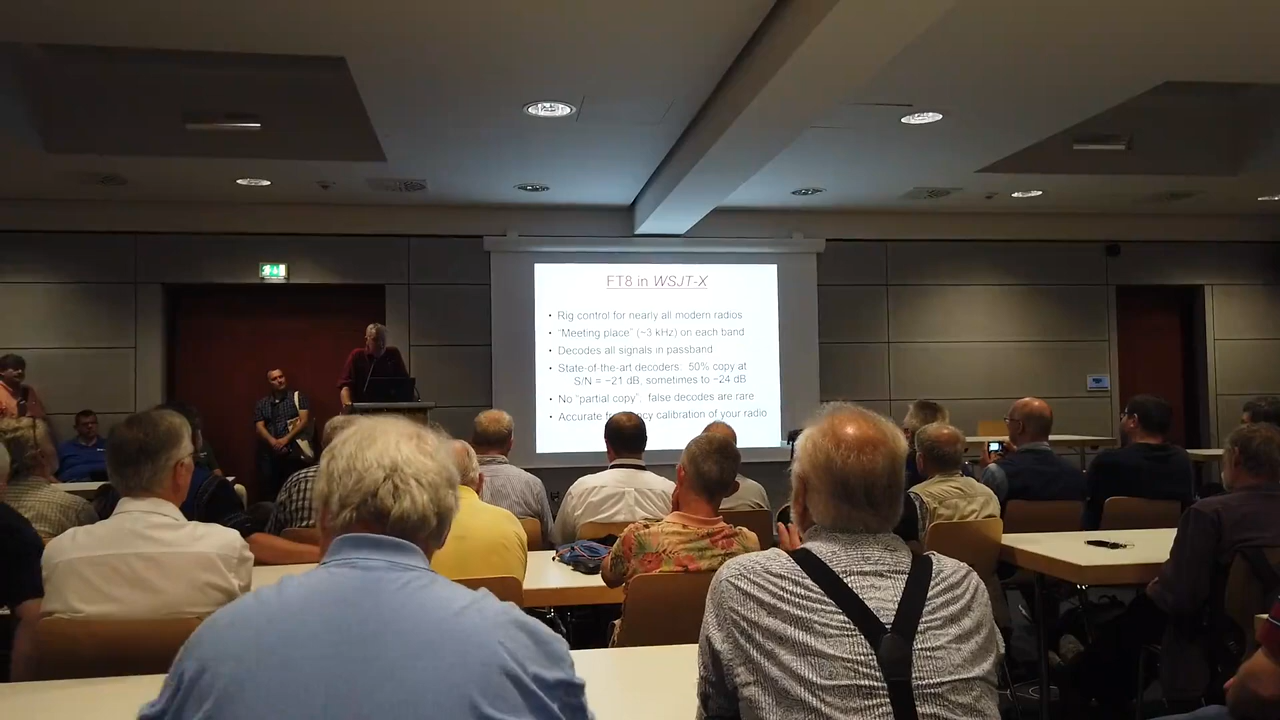 FT8 in WSJT-X
• Rig control for nearly all modern radios
• “Meeting place” (~3 kHz) on each band
• Decodes all signals in passband
• State-of-the-art decoders: 50% copy at
S/N = −21 dB, sometimes to −24 dB
• No “partial copy”, false decodes are rare
• Accurate frequency calibration of your radio